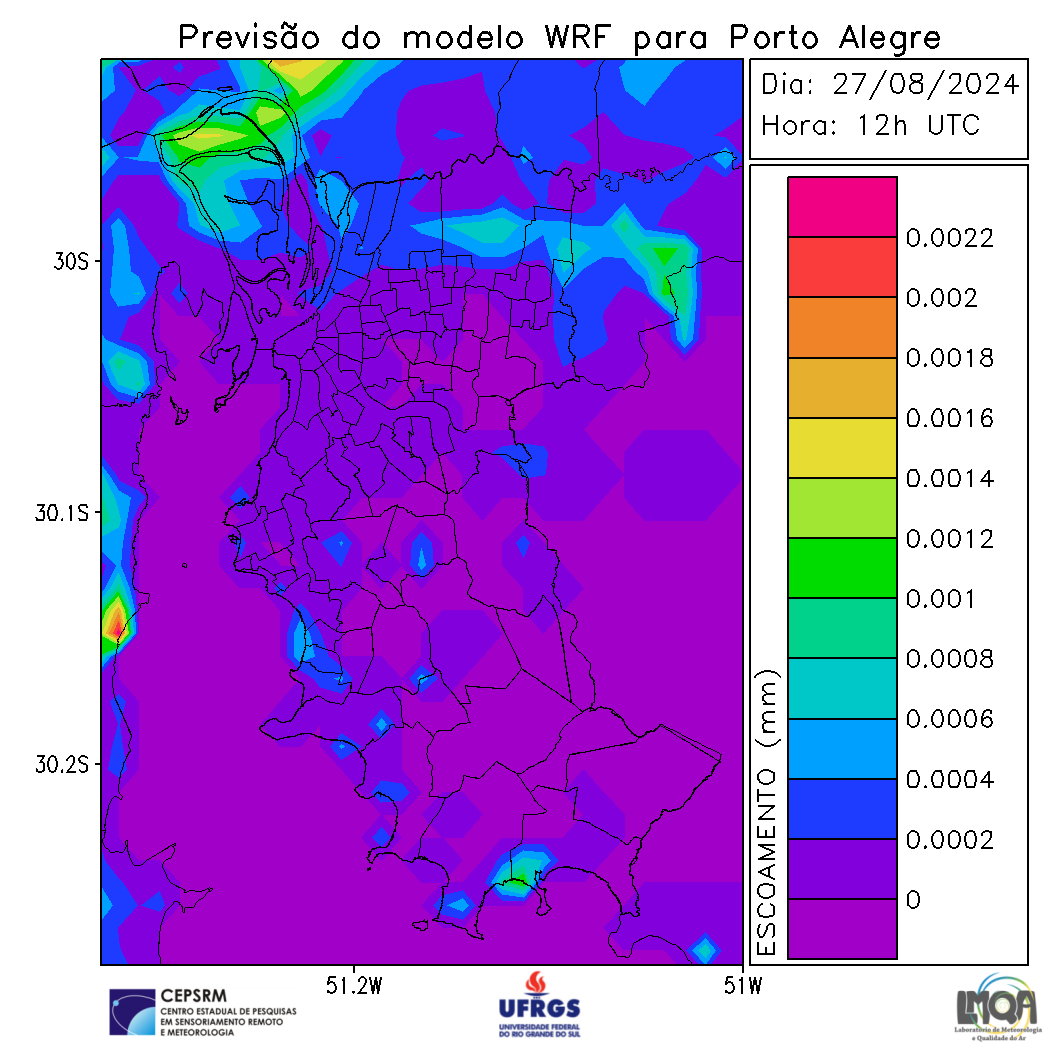 Previsão do modelo WRF para Porto Alegre
Dia: 27/08/2024
Hora: 12h UTC
30S
30.1S
30.2S
51.2W
51W
ESCOAMENTO (mm)
0.0022
0.002
0.0018
0.0016
0.0014
0.0012
0.001
0.0008
0.0006
0.0004
0.0002
0
CEPSRM
CENTRO ESTADUAL DE PESQUISAS
EM SENSORIAMENTO REMOTO
E METEOROLOGIA
UFRGS
UNIVERSIDADE FEDERAL
DO RIO GRANDE DO SUL
LMQA
Laboratório de Meteorologia
e Qualidade do Ar